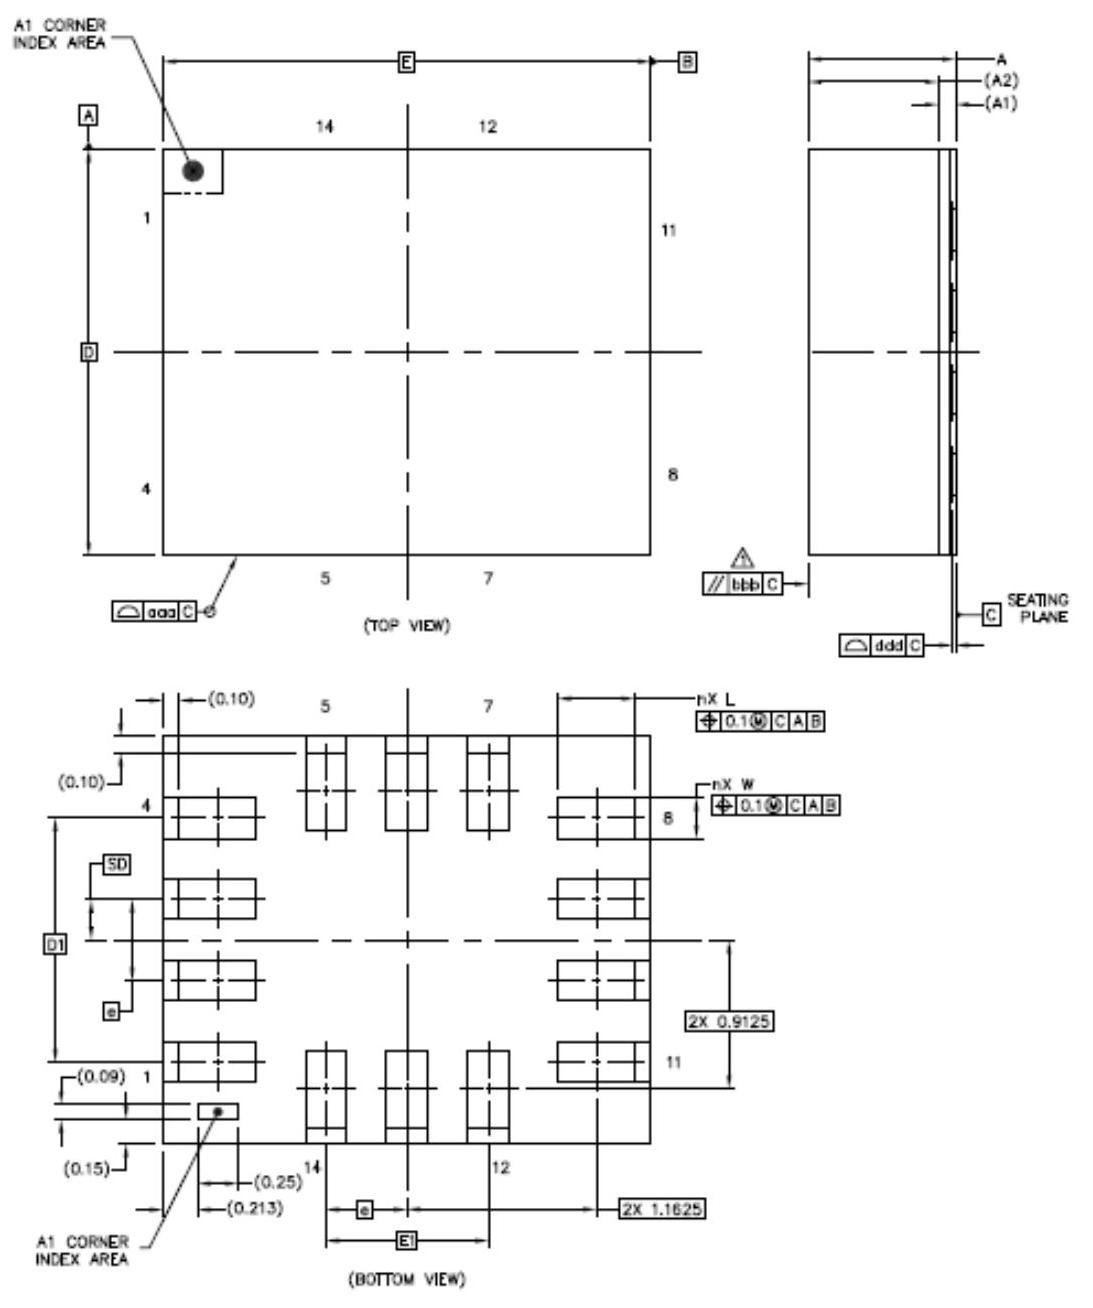 A1 CORNER
INDEX AREA
E
B
A
(A2)
(A1)
A
14
12
1
11
D
4
8
5
7
(TOP VIEW)
aaa C
1
// bbb C
C
SEATING
PLANE
ddd C
(0.10)
5
7
nX L
0.1 Ⓜ C A B
(0.10)
4
nX W
0.1 Ⓜ C A B
8
SD
D1
e
2X 0.9125
(0.09)
1
11
(0.15)
14
12
(0.25)
(0.213)
e
2X 1.1625
A1 CORNER
INDEX AREA
E1
(BOTTOM VIEW)